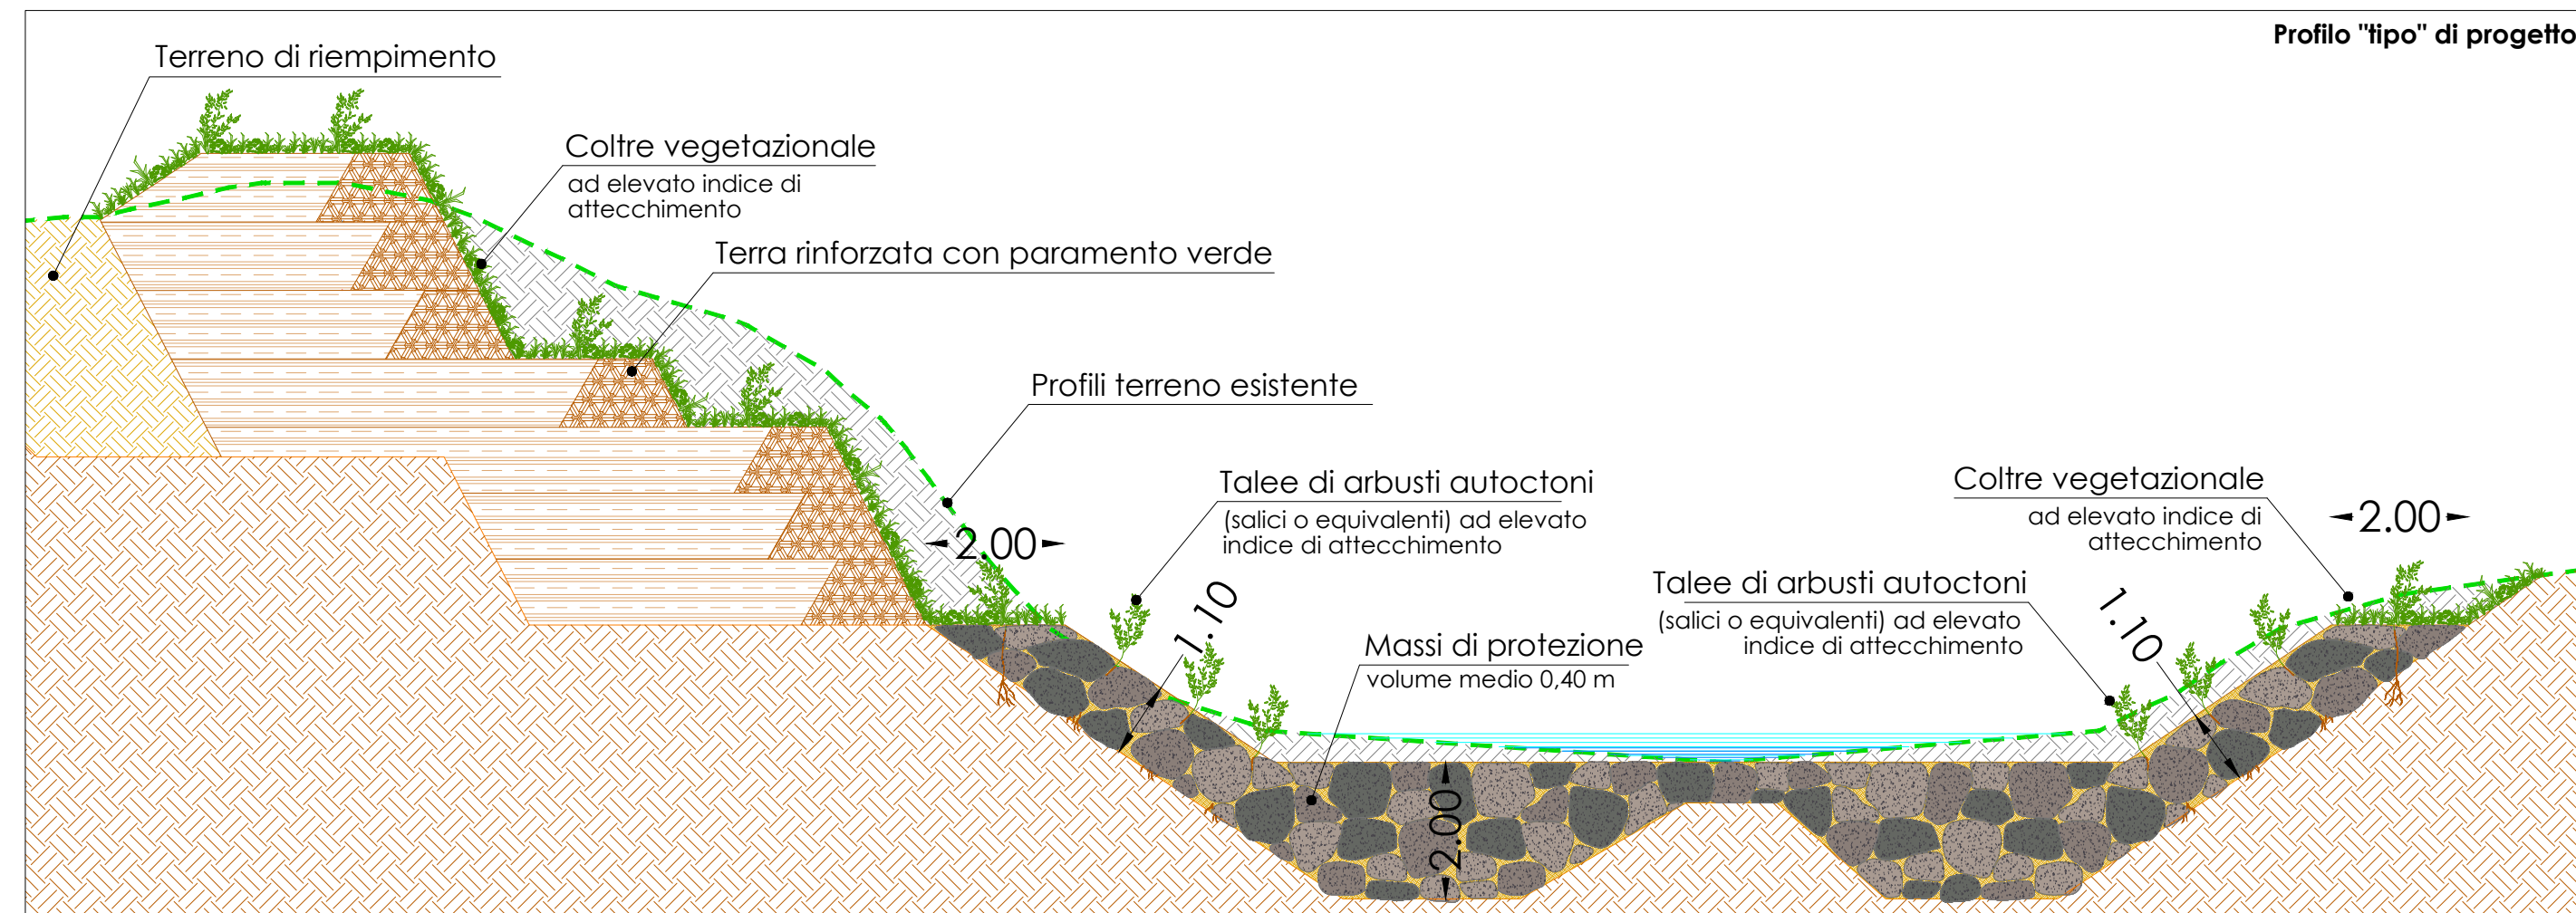 Profilo "tipo" di progetto
Terreno di riempimento
Coltre vegetazionale
ad elevato indice di
attecchimento
Terra rinforzata con paramento verde
Profili terreno esistente
Talee di arbusti autoctoni
(salici o equivalenti) ad elevato
indice di attecchimento
2.00
1.10
Massi di protezione
volume medio 0,40 m
2.00
Coltre vegetazionale
ad elevato indice di
attecchimento
2.00
Talee di arbusti autoctoni
(salici o equivalenti) ad elevato
indice di attecchimento
1.10